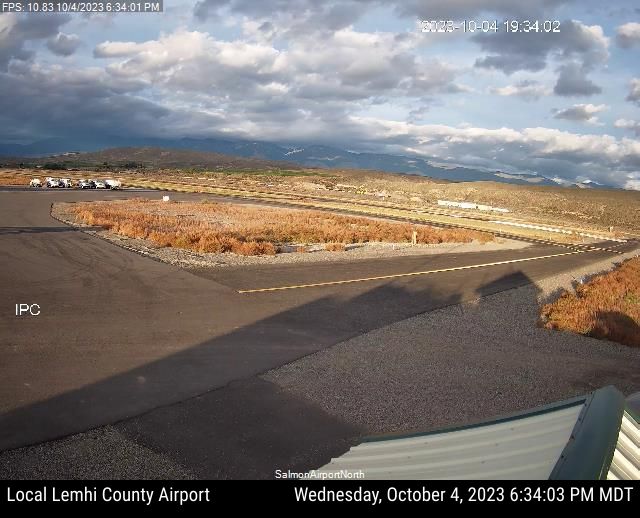 FPS: 10.83 10/4/2023 6:34:01 PM
2023-10-04 19:34:02
IPC
SalmonAirportNorth
Local Lemhi County Airport
Wednesday, October 4, 2023 6:34:03 PM MDT